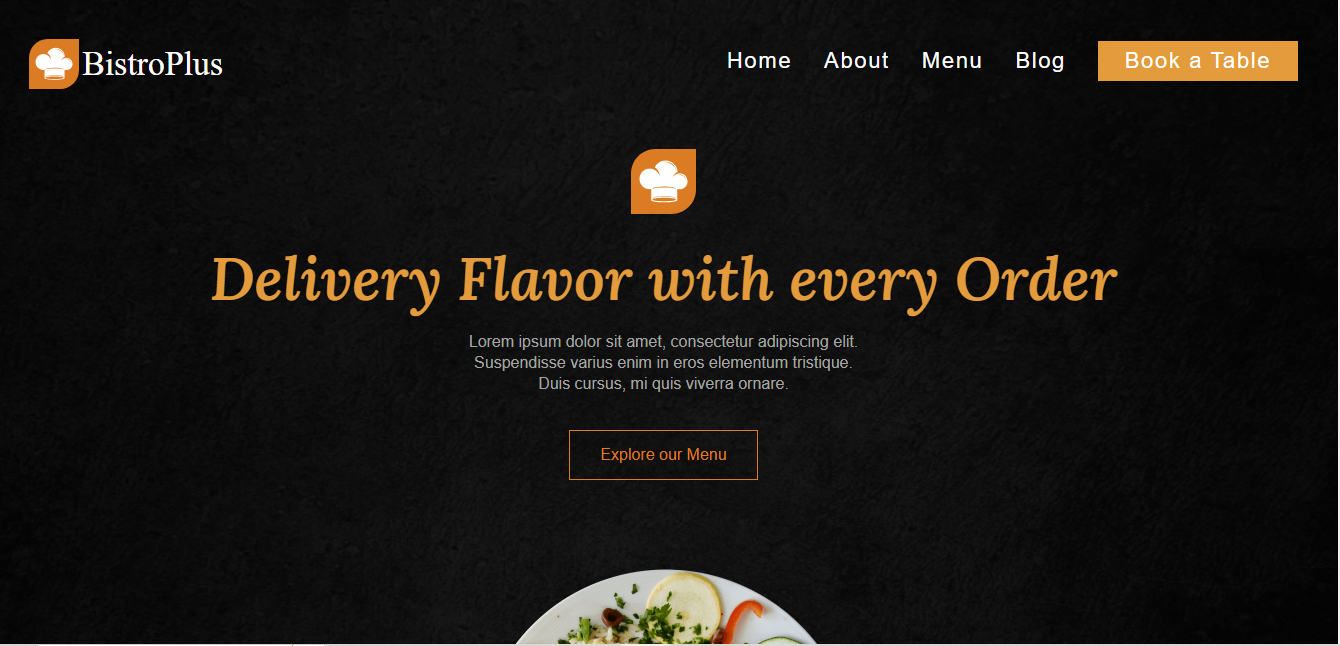 BistroPlus
Home About Menu Blog Book a Table
Delivery Flavor with every Order
Lorem ipsum dolor sit amet, consectetur adipiscing elit.
Suspendisse varius enim in eros elementum tristique.
Duis cursus, mi quis viverra ornare.
Explore our Menu